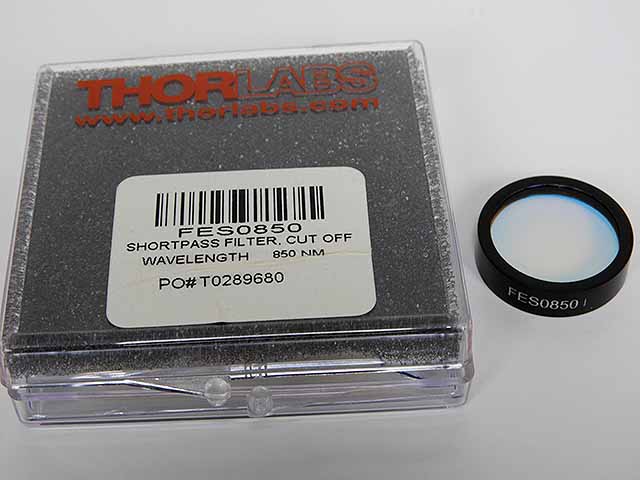 THORLABS
www.thorlabs.com
FES0850
SHORTPASS FILTER, CUT OFF
WAVELENGTH 850 NM
PO# T0289680
FES0850 I